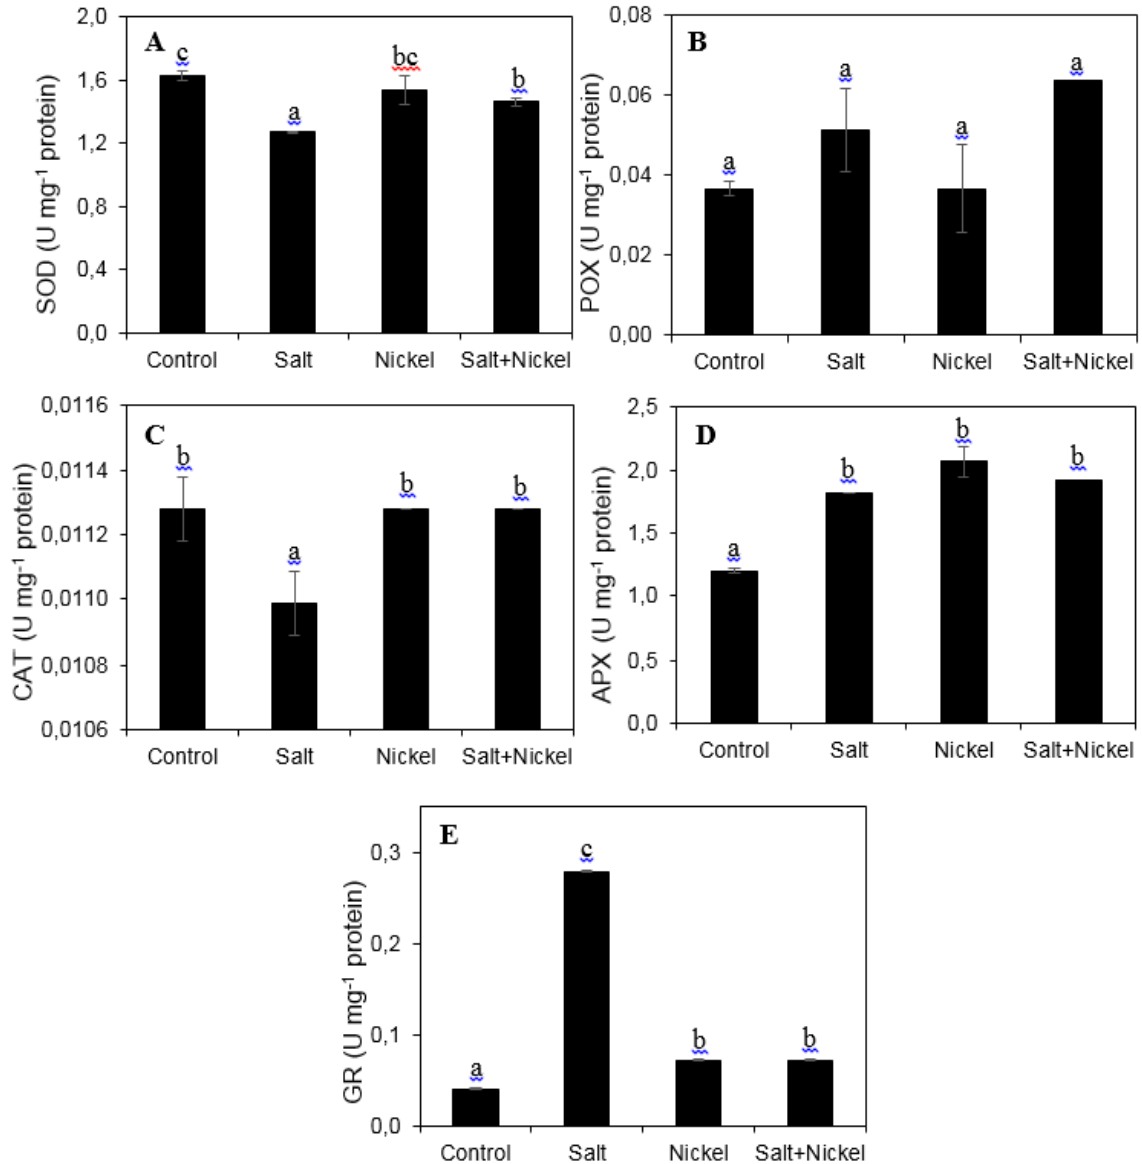 A
SOD (U mg⁻¹ protein)
2,0
1,6
1,2
0,8
0,4
0,0
c
a
bc
b
Control Salt Nickel Salt+Nickel
B
POX (U mg⁻¹ protein)
0,08
0,06
0,04
0,02
0,00
a
a
a
a
Control Salt Nickel Salt+Nickel
C
CAT (U mg⁻¹ protein)
0,0116
0,0114
0,0112
0,0110
0,0108
0,0106
b
a
b
b
Control Salt Nickel Salt+Nickel
D
APX (U mg⁻¹ protein)
2,5
2,0
1,5
1,0
0,5
0,0
a
b
b
b
Control Salt Nickel Salt+Nickel
E
GR (U mg⁻¹ protein)
0,3
0,2
0,1
0,0
a
c
b
b
Control Salt Nickel Salt+Nickel